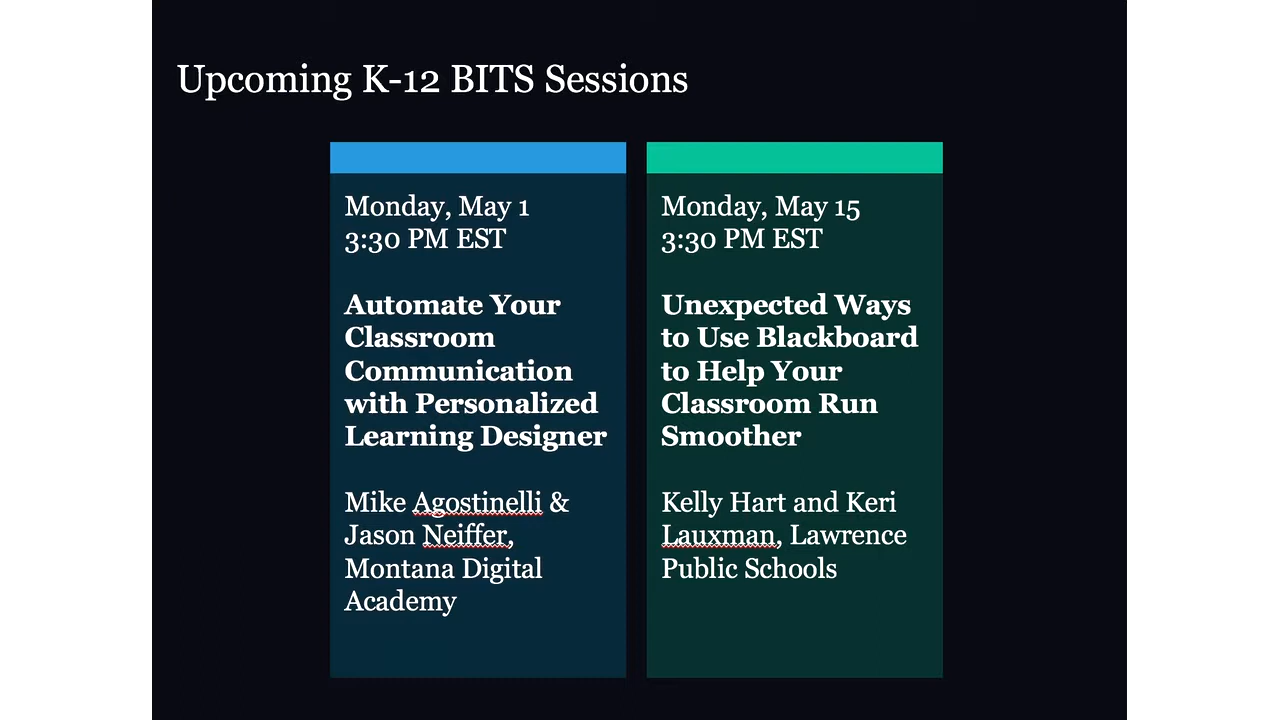 Upcoming K-12 BITS Sessions
Monday, May 1
3:30 PM EST
Automate Your
Classroom
Communication
with Personalized
Learning Designer
Mike Agostinelli &
Jason Neiffer,
Montana Digital
Academy
Monday, May 15
3:30 PM EST
Unexpected Ways
to Use Blackboard
to Help Your
Classroom Run
Smoother
Kelly Hart and Keri
Lauxman, Lawrence
Public Schools